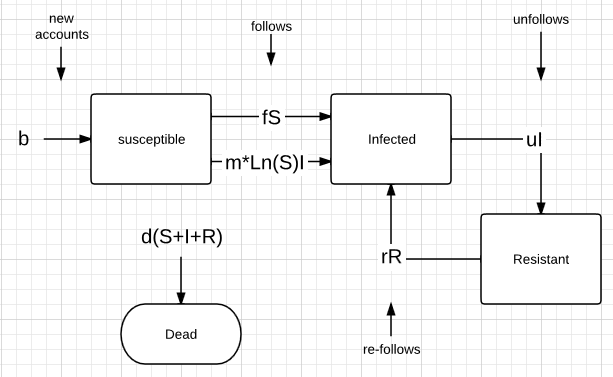 new
accounts
follows
unfollows
b
susceptible
fS
m*Ln(S)I
Infected
uI
d(S+I+R)
rR
Resistant
Dead
re-follows